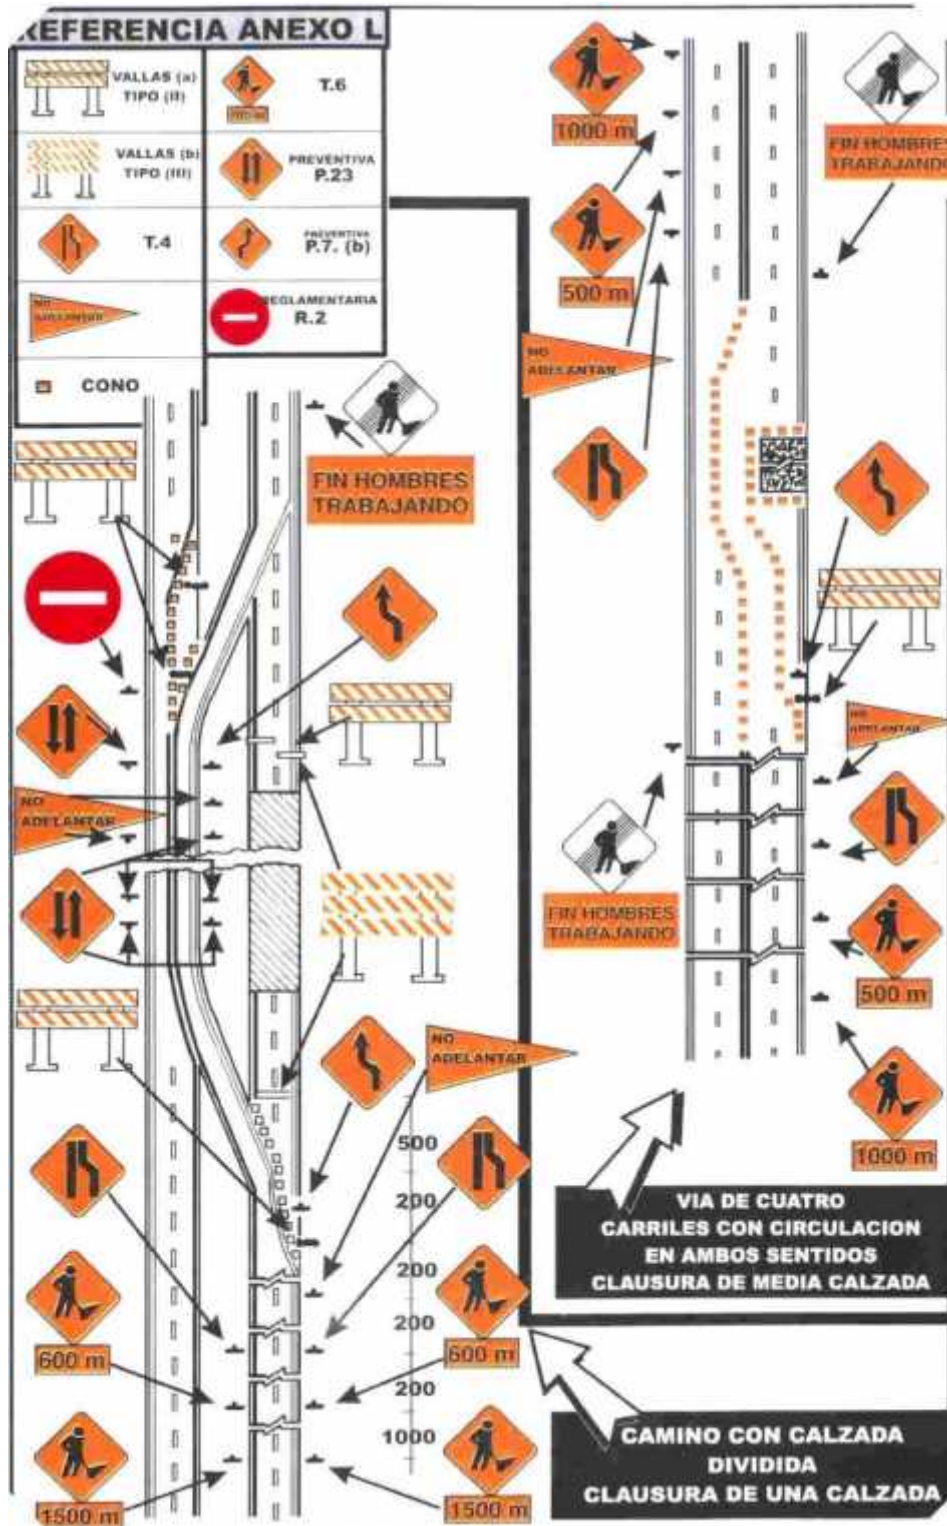 REFERENCIA ANEXO L
VALLAS (a)
TIPO (II)
T.6
VALLAS (b)
TIPO (III)
PREVENTIVA
P.23
T.4
PREVENTIVA
P.7. (b)
NO
ADELANTAR
REGLAMENTARIA
R.2
CONO
1000 m
FIN HOMBRES
TRABAJANDO
500 m
NO
ADELANTAR
FIN HOMBRES
TRABAJANDO
NO
ADELANTAR
NO
ADELANTAR
FIN HOMBRES
TRABAJANDO
500 m
NO
ADELANTAR
1000 m
500
200
200
200
200
1000
600 m
600 m
1500 m
1500 m
VIA DE CUATRO
CARRILES CON CIRCULACION
EN AMBOS SENTIDOS
CLAUSURA DE MEDIA CALZADA
CAMINO CON CALZADA
DIVIDIDA
CLAUSURA DE UNA CALZADA